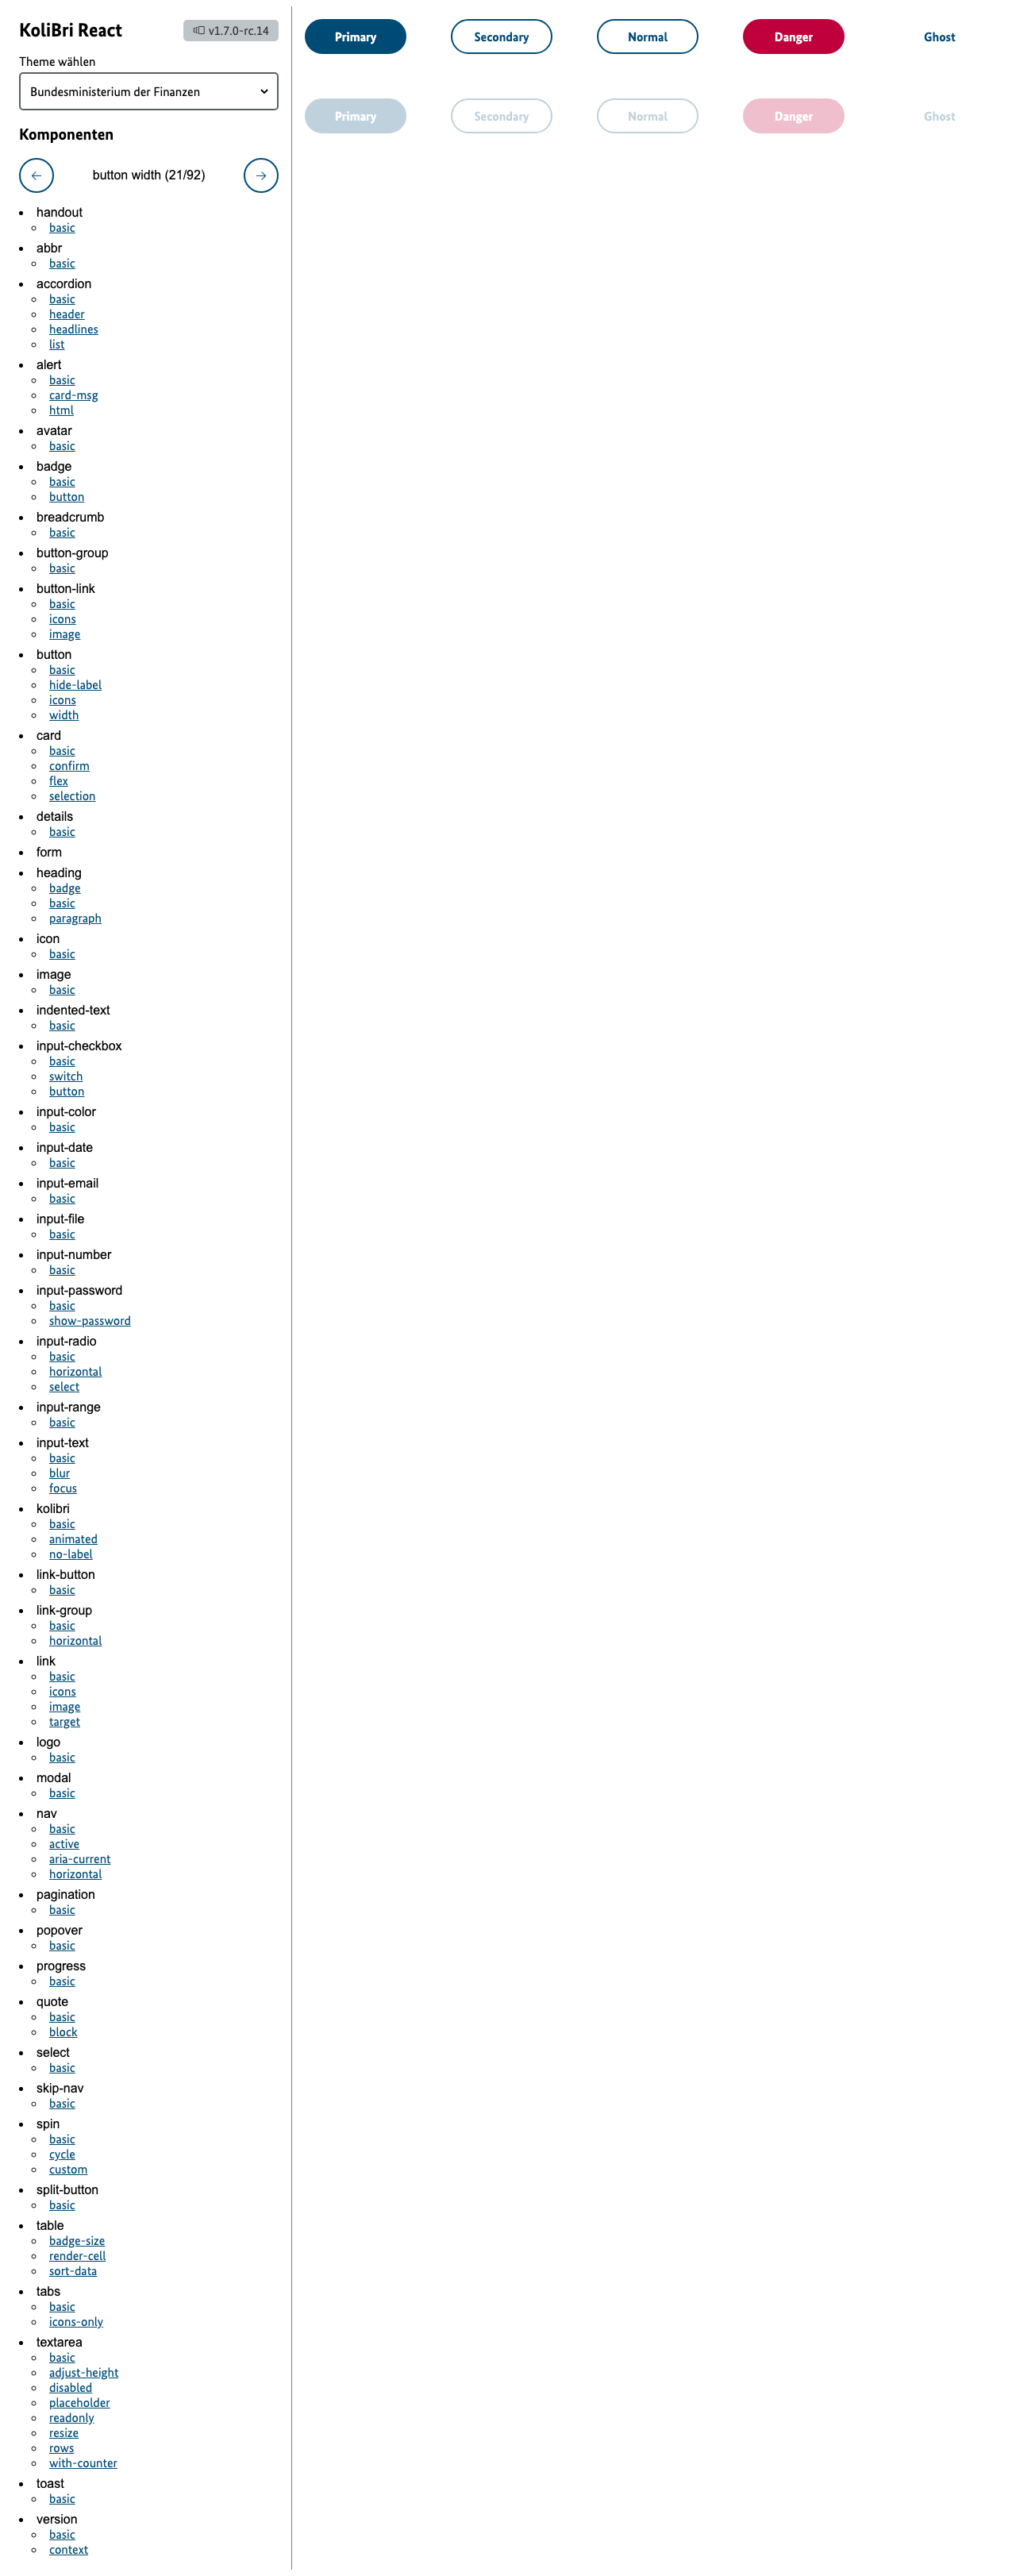 KoliBri React
v1.7.0-rc.14
Theme wählen
Bundesministerium der Finanzen
Komponenten
button width (21/92)
handout
basic
abbr
basic
accordion
basic
header
headlines
list
alert
basic
card-msg
html
avatar
basic
badge
basic
button
breadcrumb
basic
button-group
basic
button-link
basic
icons
image
button
basic
hide-label
icons
width
card
basic
confirm
flex
selection
details
basic
form
heading
badge
basic
paragraph
icon
basic
image
basic
indented-text
basic
input-checkbox
basic
switch
button
input-color
basic
input-date
basic
input-email
basic
input-file
basic
input-number
basic
input-password
basic
show-password
input-radio
basic
horizontal
select
input-range
basic
input-text
basic
blur
focus
kolibri
basic
animated
no-label
link-button
basic
link-group
basic
horizontal
link
basic
icons
image
target
logo
basic
modal
basic
nav
basic
active
aria-current
horizontal
pagination
basic
popover
basic
progress
basic
quote
basic
block
select
basic
skip-nav
basic
spin
basic
cycle
custom
split-button
basic
table
badge-size
render-cell
sort-data
tabs
basic
icons-only
textarea
basic
adjust-height
disabled
placeholder
readonly
resize
rows
with-counter
toast
basic
version
basic
context
Primary Secondary Normal Danger Ghost
Primary Secondary Normal Danger Ghost